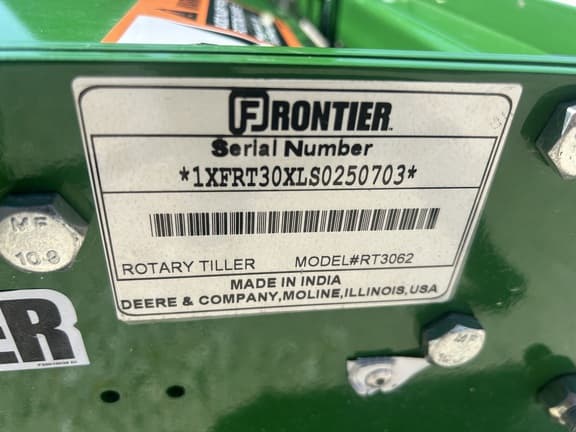 FRONTIER
Serial Number
*1XFRT30XLS0250703*
ROTARY TILLER MODEL#RT3062
MADE IN INDIA
DEERE & COMPANY,MOLINE,ILLINOIS,USA
MF
10.9
ER